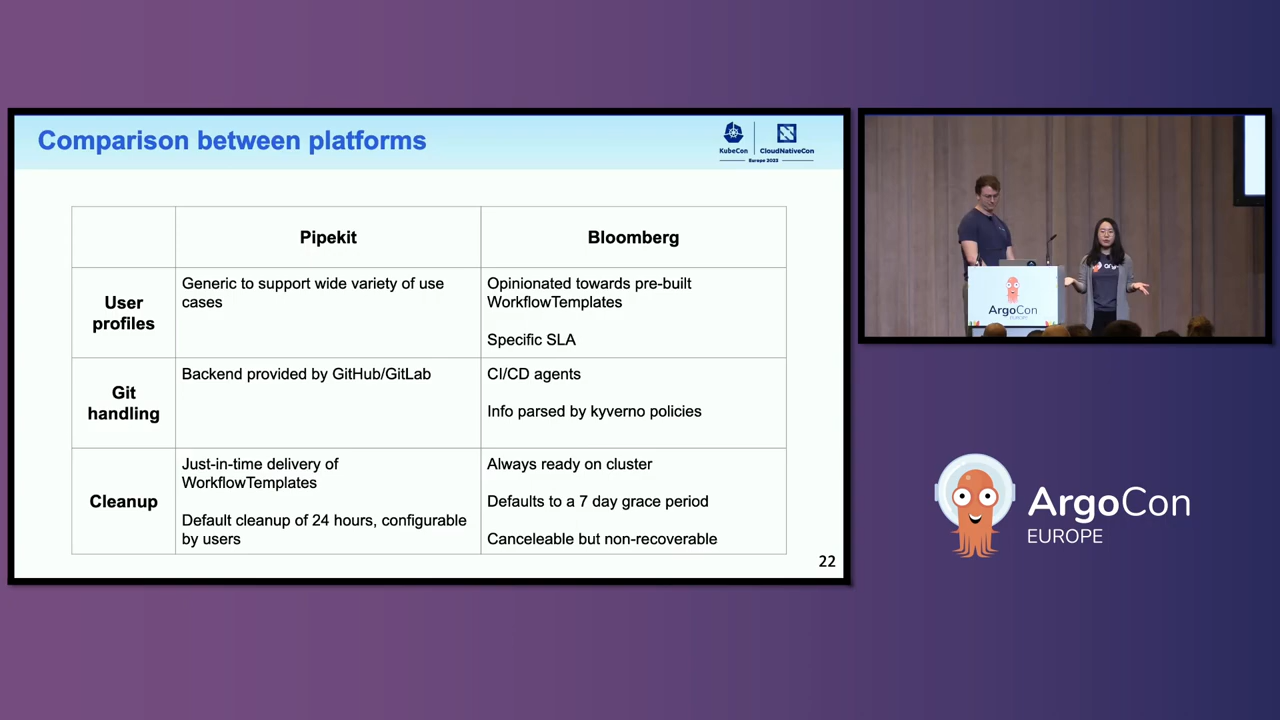 Comparison between platforms
KubeCon
CloudNativeCon
Europe 2023
Pipekit
Bloomberg
User
profiles
Generic to support wide variety of use
cases
Opinionated towards pre-built
WorkflowTemplates
Specific SLA
Git
handling
Backend provided by GitHub/GitLab
CI/CD agents
Info parsed by kyverno policies
Cleanup
Just-in-time delivery of
WorkflowTemplates
Default cleanup of 24 hours, configurable
by users
Always ready on cluster
Defaults to a 7 day grace period
Canceleable but non-recoverable
22
ArgoCon
EUROPE
ArgoCon
EUROPE